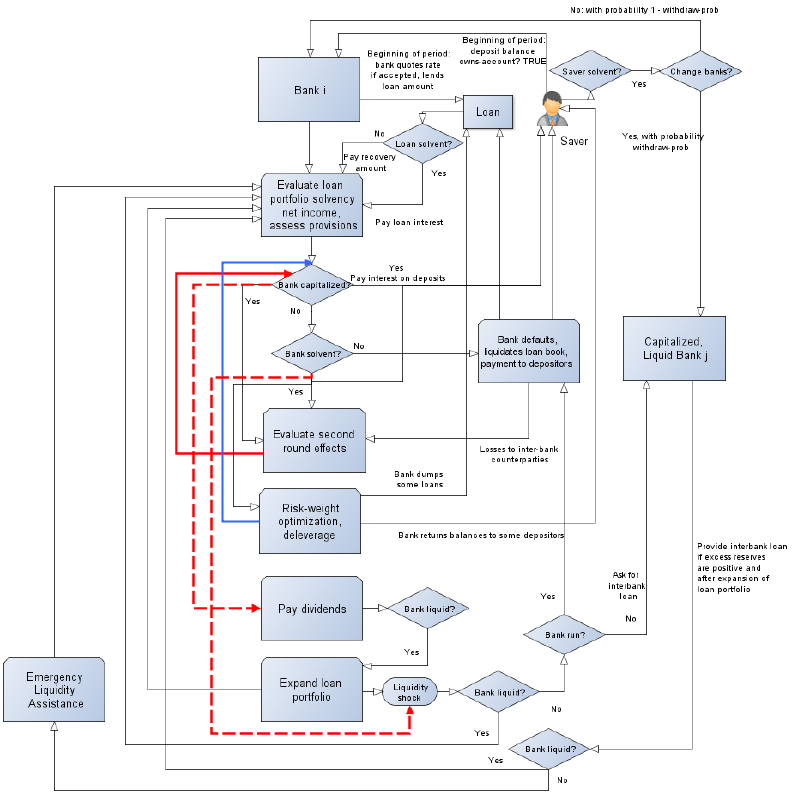 No: with probability 1 - withdraw-prob
Beginning of period:
deposit balance
owns-account? TRUE
Beginning of period:
bank quotes rate
if accepted, lends
loan amount
Saver solvent?
Yes
Change banks?
Bank i
Loan
Saver
No
Loan solvent?
Yes, with probability
withdraw-prob
Pay recovery
amount
Yes
Evaluate loan
portfolio solvency
net income,
assess provisions
Pay loan interest
Yes
Pay interest on deposits
Bank capitalized?
Yes
No
Bank solvent?
No
Bank defaults,
liquidates loan book,
payment to depositors
Capitalized,
Liquid Bank j
Yes
Evaluate second
round effects
Losses to inter-bank
counterparties
Bank dumps
some loans
Risk-weight
optimization,
deleverage
Bank returns balances to some depositors
Provide interbank loan
if excess reserves
are positive and
after expansion of
loan portfolio
Ask for
interbank
loan
Yes
No
Pay dividends
Bank liquid?
Bank run?
Yes
Emergency
Liquidity
Assistance
Expand loan
portfolio
Liquidity
shock
Bank liquid?
No
Yes
Bank liquid?
Yes
No